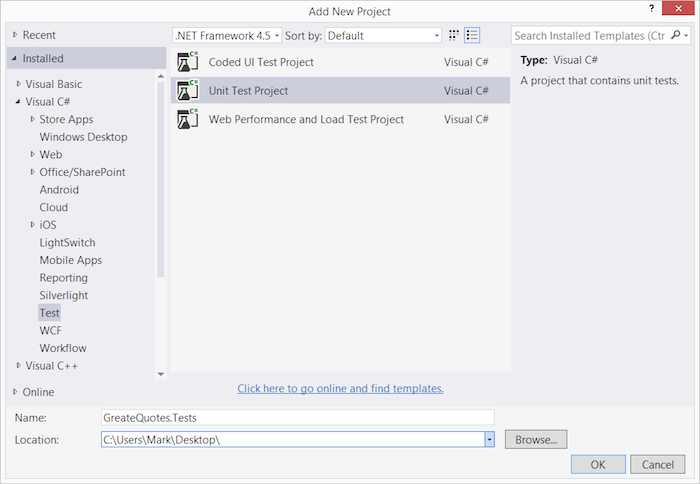 Add New Project
?
Recent
Installed
Visual Basic
Visual C#
Store Apps
Windows Desktop
Web
Office/SharePoint
Android
Cloud
iOS
LightSwitch
Mobile Apps
Reporting
Silverlight
Test
WCF
Workflow
Visual C++
Online
.NET Framework 4.5 Sort by: Default
C# Coded UI Test Project Visual C#
C# Unit Test Project Visual C#
C# Web Performance and Load Test Project Visual C#
Click here to go online and find templates.
Search Installed Templates (Ctr
Type: Visual C#
A project that contains unit tests.
Name: GreateQuotes.Tests
Location: C:\Users\Mark\Desktop\ Browse...
OK Cancel